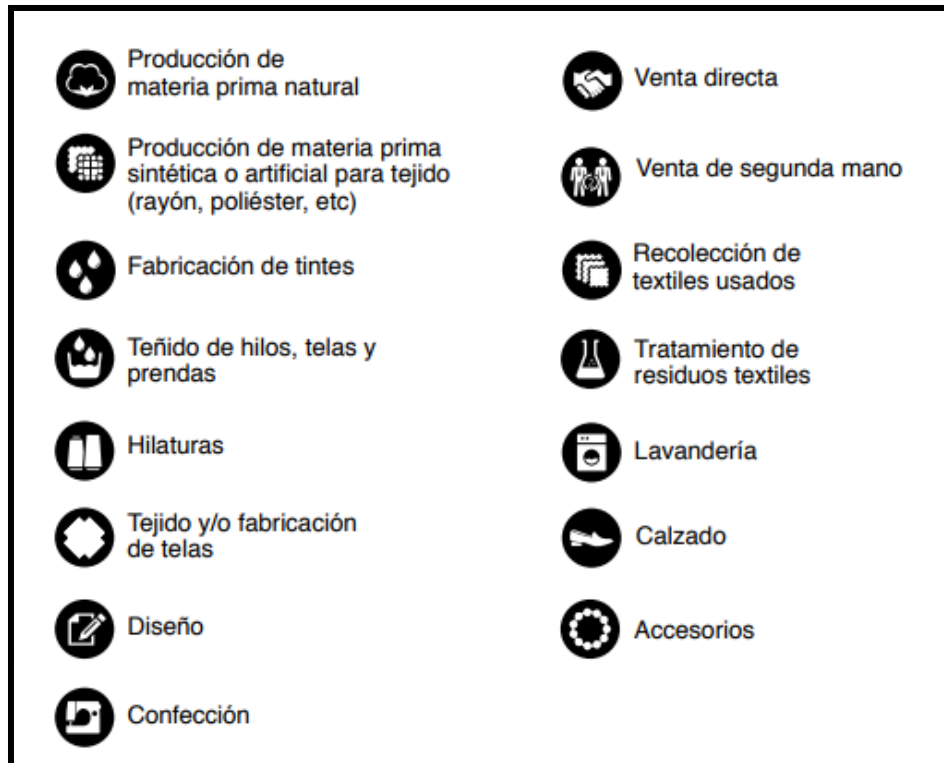 Producción de
materia prima natural
Producción de materia prima
sintética o artificial para tejido
(rayón, poliéster, etc)
Fabricación de tintes
Teñido de hilos, telas y
prendas
Hilaturas
Tejido y/o fabricación
de telas
Diseño
Confección
Venta directa
Venta de segunda mano
Recolección de
textiles usados
Tratamiento de
residuos textiles
Lavandería
Calzado
Accesorios